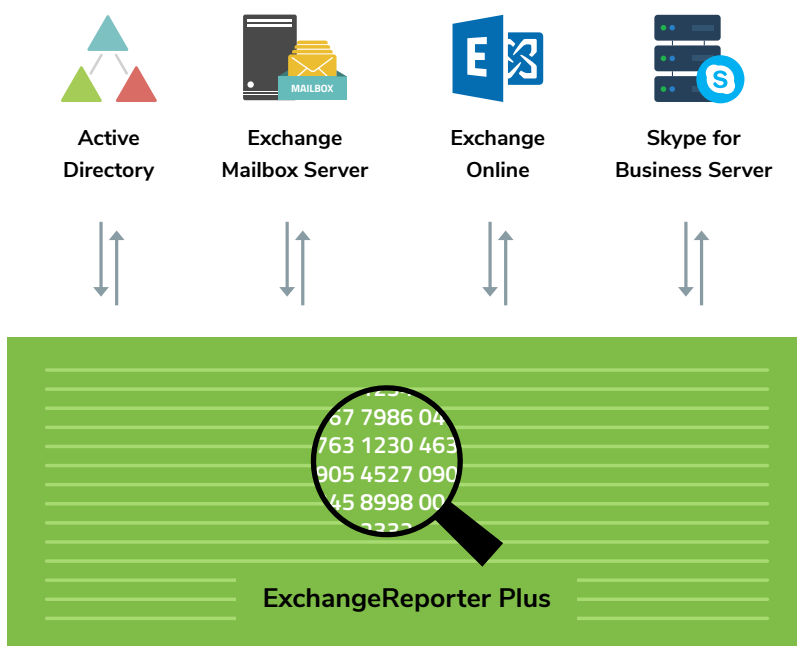 MAILBOX
E
S
Active
Directory
Exchange
Mailbox Server
Exchange
Online
Skype for
Business Server
67 7986 04
763 1230 463
905 4527 090
45 8998 00
ExchangeReporter Plus